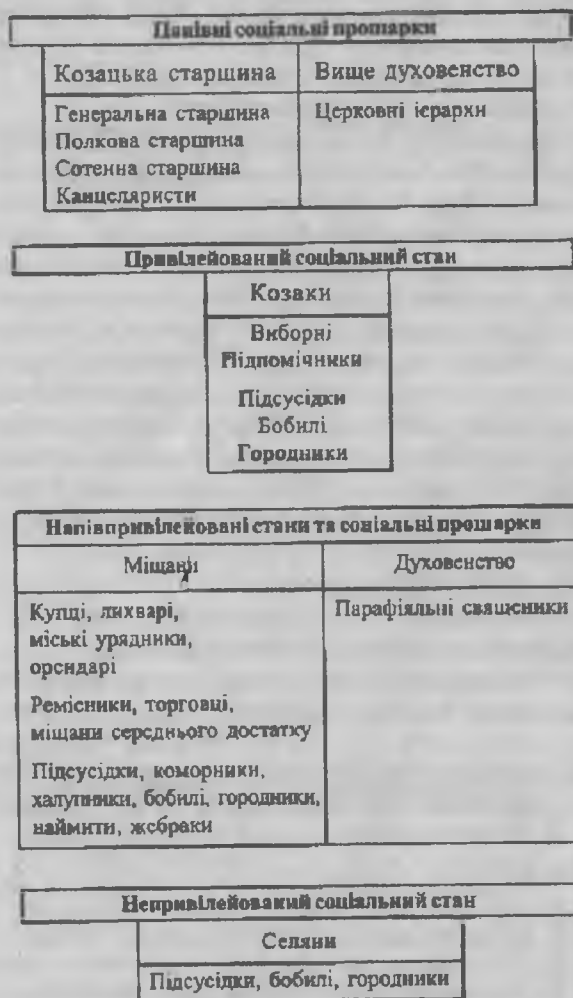 Панівні соціальні прошарки
Козацька старшина
Вище духовенство
Генеральна старшина
Полкова старшина
Сотенна старшина
Канцеляристи
Церковні ієрархи
Привілейований соціальний стан
Козаки
Виборні
Підпомічники
Підсусідки
Бобилі
Городники
Напівпривілейовані стани та соціальні прошарки
Міщани
Духовенство
Купці, лихварі,
міські урядники,
орендарі
Ремісники, торговці,
міщани середнього достатку
Підсусідки, коморники,
халупники, бобилі, городники,
наймити, жебраки
Парафіяльні священики
Непривілейований соціальний стан
Селяни
Підсусідки, бобилі, городники